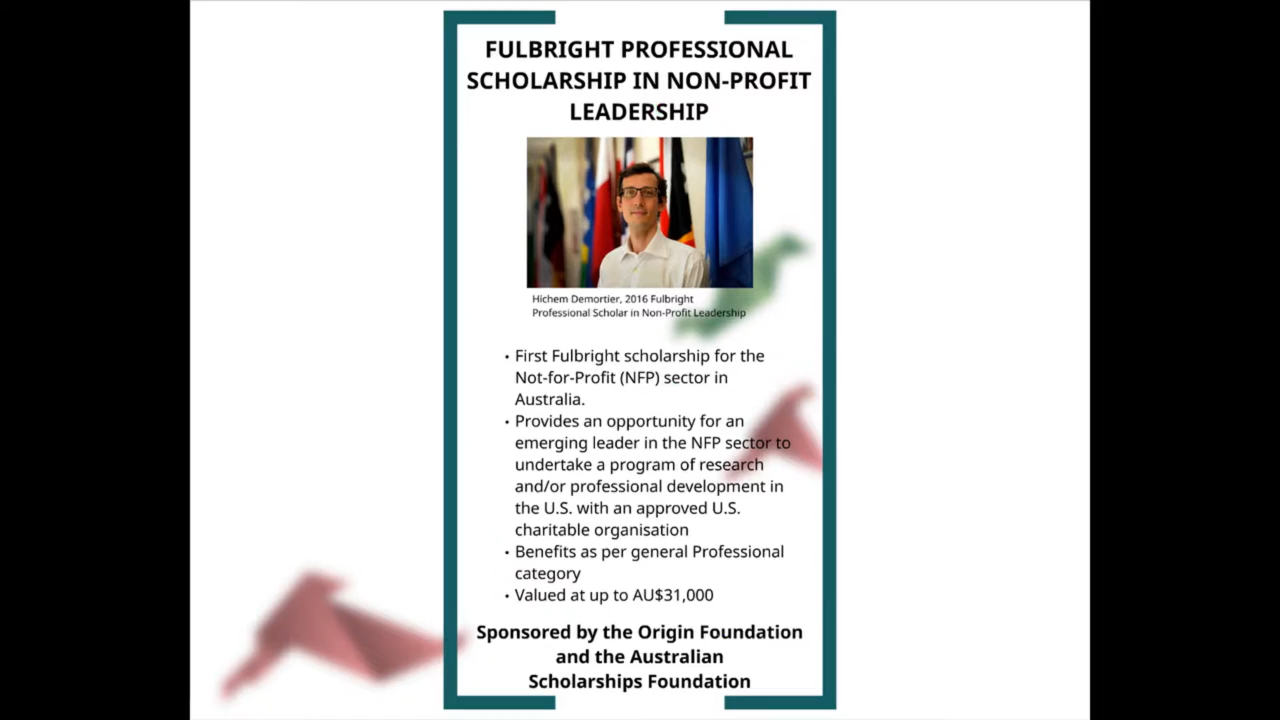 FULBRIGHT PROFESSIONAL
SCHOLARSHIP IN NON-PROFIT
LEADERSHIP
Hichem Demortier, 2016 Fulbright
Professional Scholar in Non-Profit Leadership
• First Fulbright scholarship for the
Not-for-Profit (NFP) sector in
Australia.
• Provides an opportunity for an
emerging leader in the NFP sector to
undertake a program of research
and/or professional development in
the U.S. with an approved U.S.
charitable organisation
• Benefits as per general Professional
category
• Valued at up to AU$31,000
Sponsored by the Origin Foundation
and the Australian
Scholarships Foundation